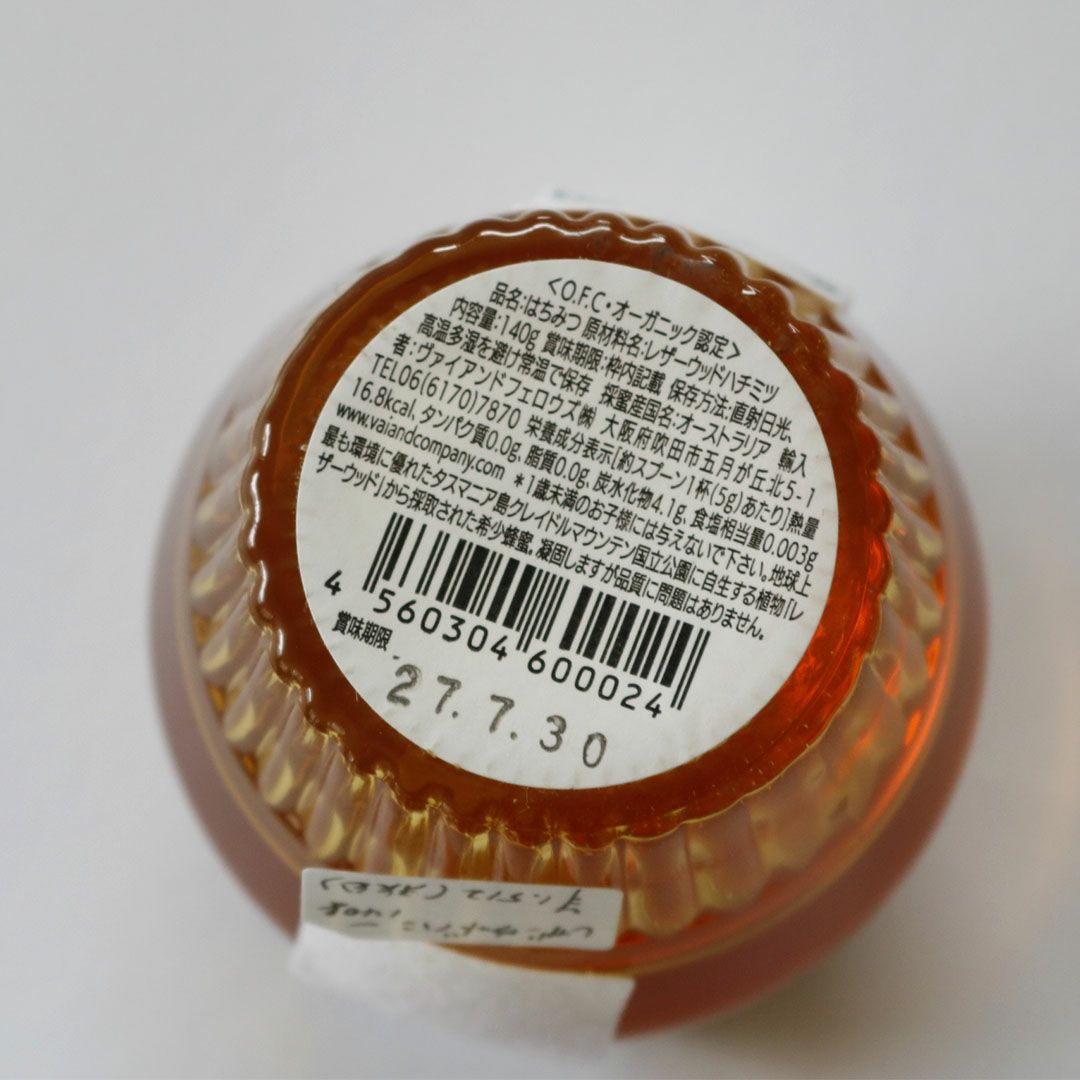 <O.F.C・オーガニック認定>
品名:はちみつ 原材料名:レザーウッドハチミツ
内容量:140g 賞味期限:枠内記載 保存方法:直射日光、
高温多湿を避け常温で保存 採蜜産国名:オーストラリア 輸入
者:ヴァイアンドフェロウズ㈱ 大阪府吹田市五月が丘北5-1
TEL06(6170)7870 栄養成分表示[約スプーン1杯(5g)あたり]熱量
16.8kcal、タンパク質0.0g、脂質0.0g、炭水化物4.1g、食塩相当量0.003g
www.vaiandcompany.com *1歳未満のお子様には与えないで下さい。地球上
最も環境に優れたタスマニア島クレイドルマウンテン国立公園に自生する植物「レ
ザーウッド」から採取された希少蜂蜜。凝固しますが品質に問題はありません。
4 560304 600024
賞味期限
27.7.30
140g
¥1,512(税込)